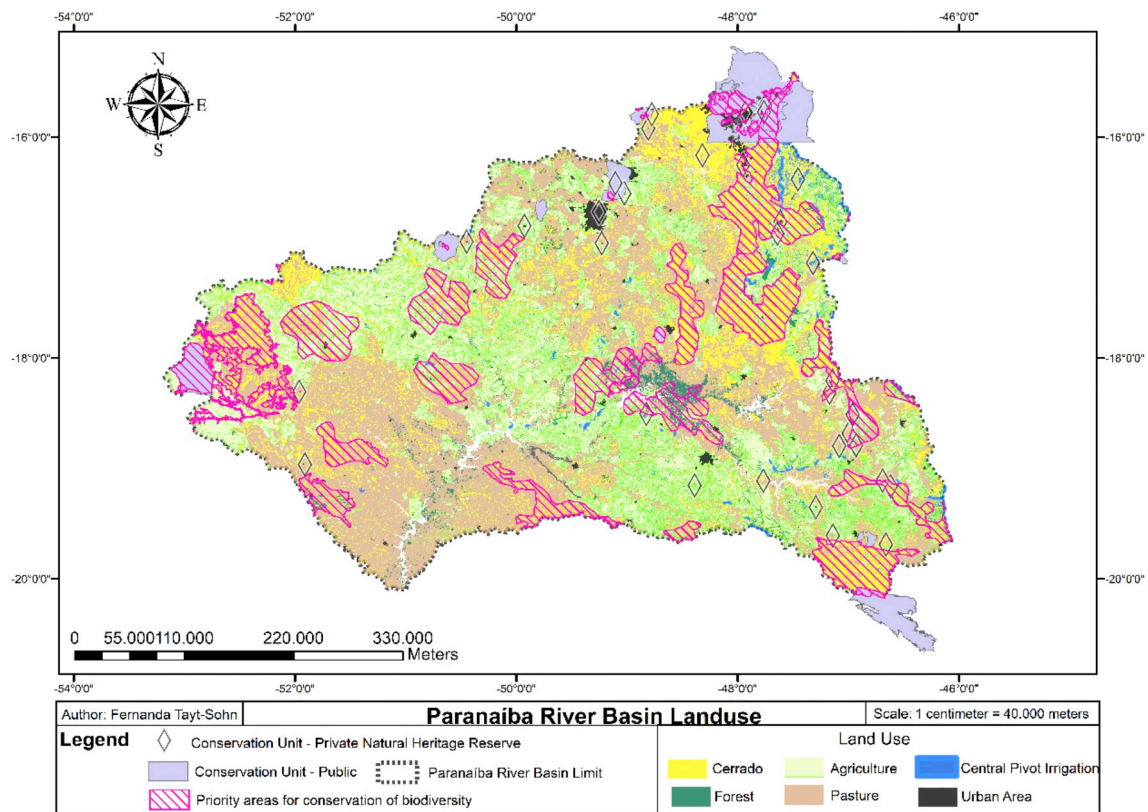 -54°0'0" -52°0'0" -50°0'0" -48°0'0" -46°0'0"
N
W E
S
-16°0'0" -16°0'0"
-18°0'0" -18°0'0"
-20°0'0" -20°0'0"
0 55.000110.000 220.000 330.000
Meters
-54°0'0" -52°0'0" -50°0'0" -48°0'0" -46°0'0"
Author: Fernanda Tayt-Sohn Paranaíba River Basin Landuse Scale: 1 centimeter = 40.000 meters
Legend Conservation Unit - Private Natural Heritage Reserve Land Use
Conservation Unit - Public Paranaíba River Basin Limit Cerrado Agriculture Central Pivot Irrigation
Priority areas for conservation of biodiversity Forest Pasture Urban Area